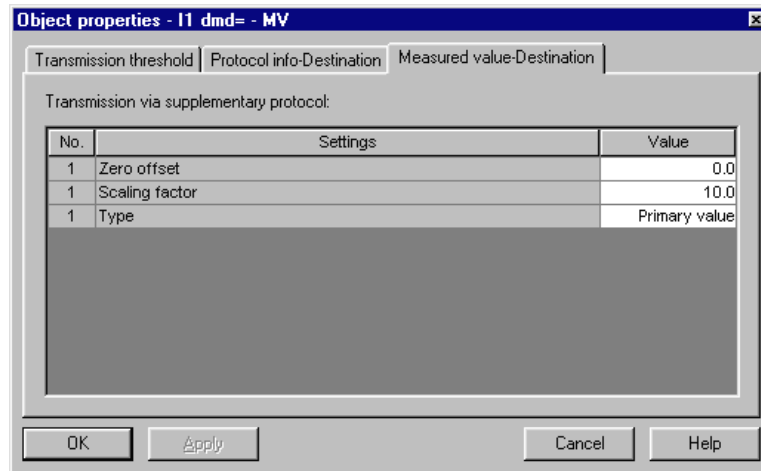 Object properties - I1 dmd= - MV
Transmission threshold Protocol info-Destination Measured value-Destination
Transmission via supplementary protocol:
No. Settings Value
1 Zero offset 0.0
1 Scaling factor 10.0
1 Type Primary value
OK Apply Cancel Help